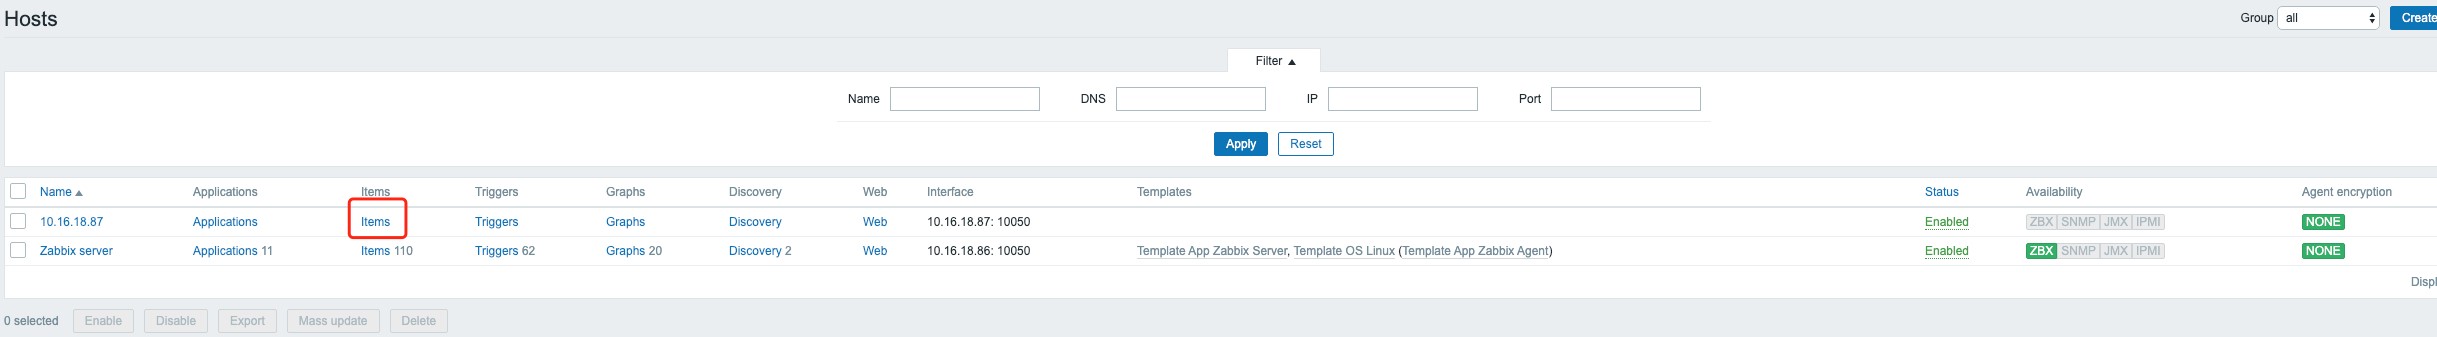 Hosts Group all Create
Filter
Name DNS IP Port
Apply Reset
Name Applications Items Triggers Graphs Discovery Web Interface Templates Status Availability Agent encryption
10.16.18.87 Applications Items Triggers Graphs Discovery Web 10.16.18.87: 10050 Enabled ZBX SNMP JMX IPMI NONE
Zabbix server Applications 11 Items 110 Triggers 62 Graphs 20 Discovery 2 Web 10.16.18.86: 10050 Template App Zabbix Server, Template OS Linux (Template App Zabbix Agent) Enabled ZBX SNMP JMX IPMI NONE
Displ
0 selected Enable Disable Export Mass update Delete